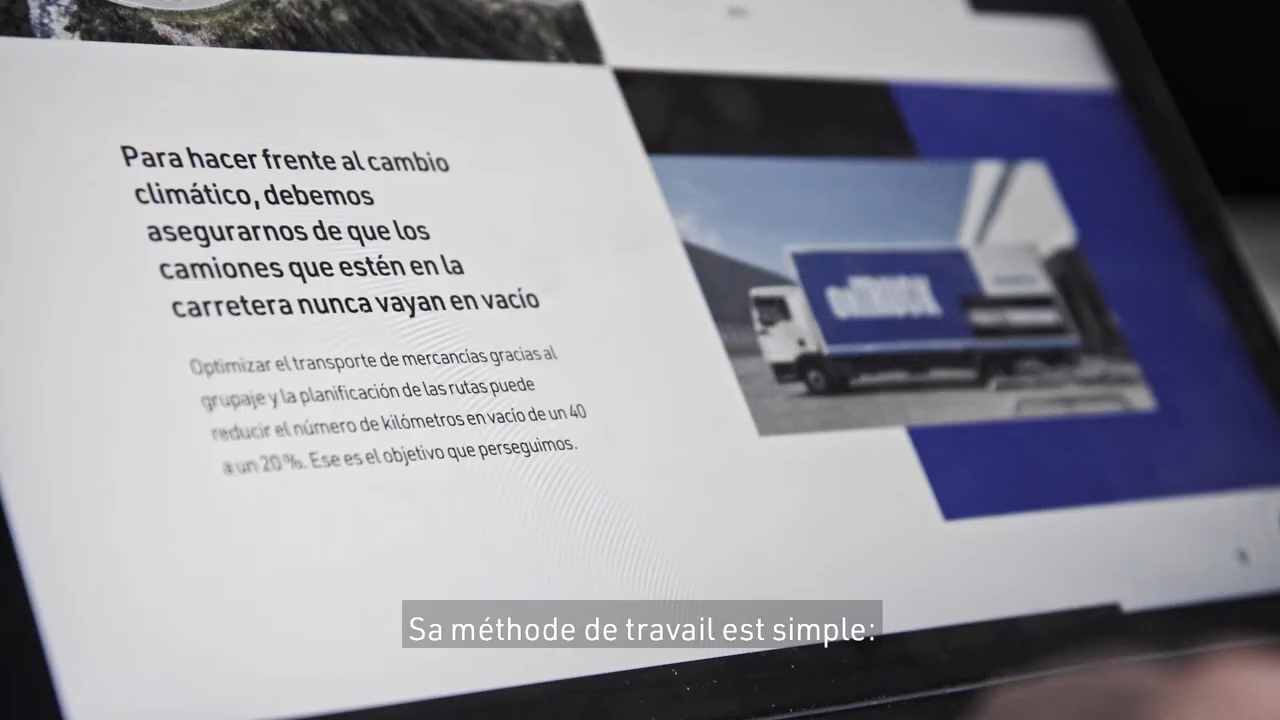 Para hacer frente al cambio
climático, debemos
asegurarnos de que los
camiones que estén en la
carretera nunca vayan en vacío
Optimizar el transporte de mercancías gracias al
grupaje y la planificación de las rutas puede
reducir el número de kilómetros en vacío de un 40
a un 20 %. Ese es el objetivo que perseguimos.
onTRUCK
Sa méthode de travail est simple: